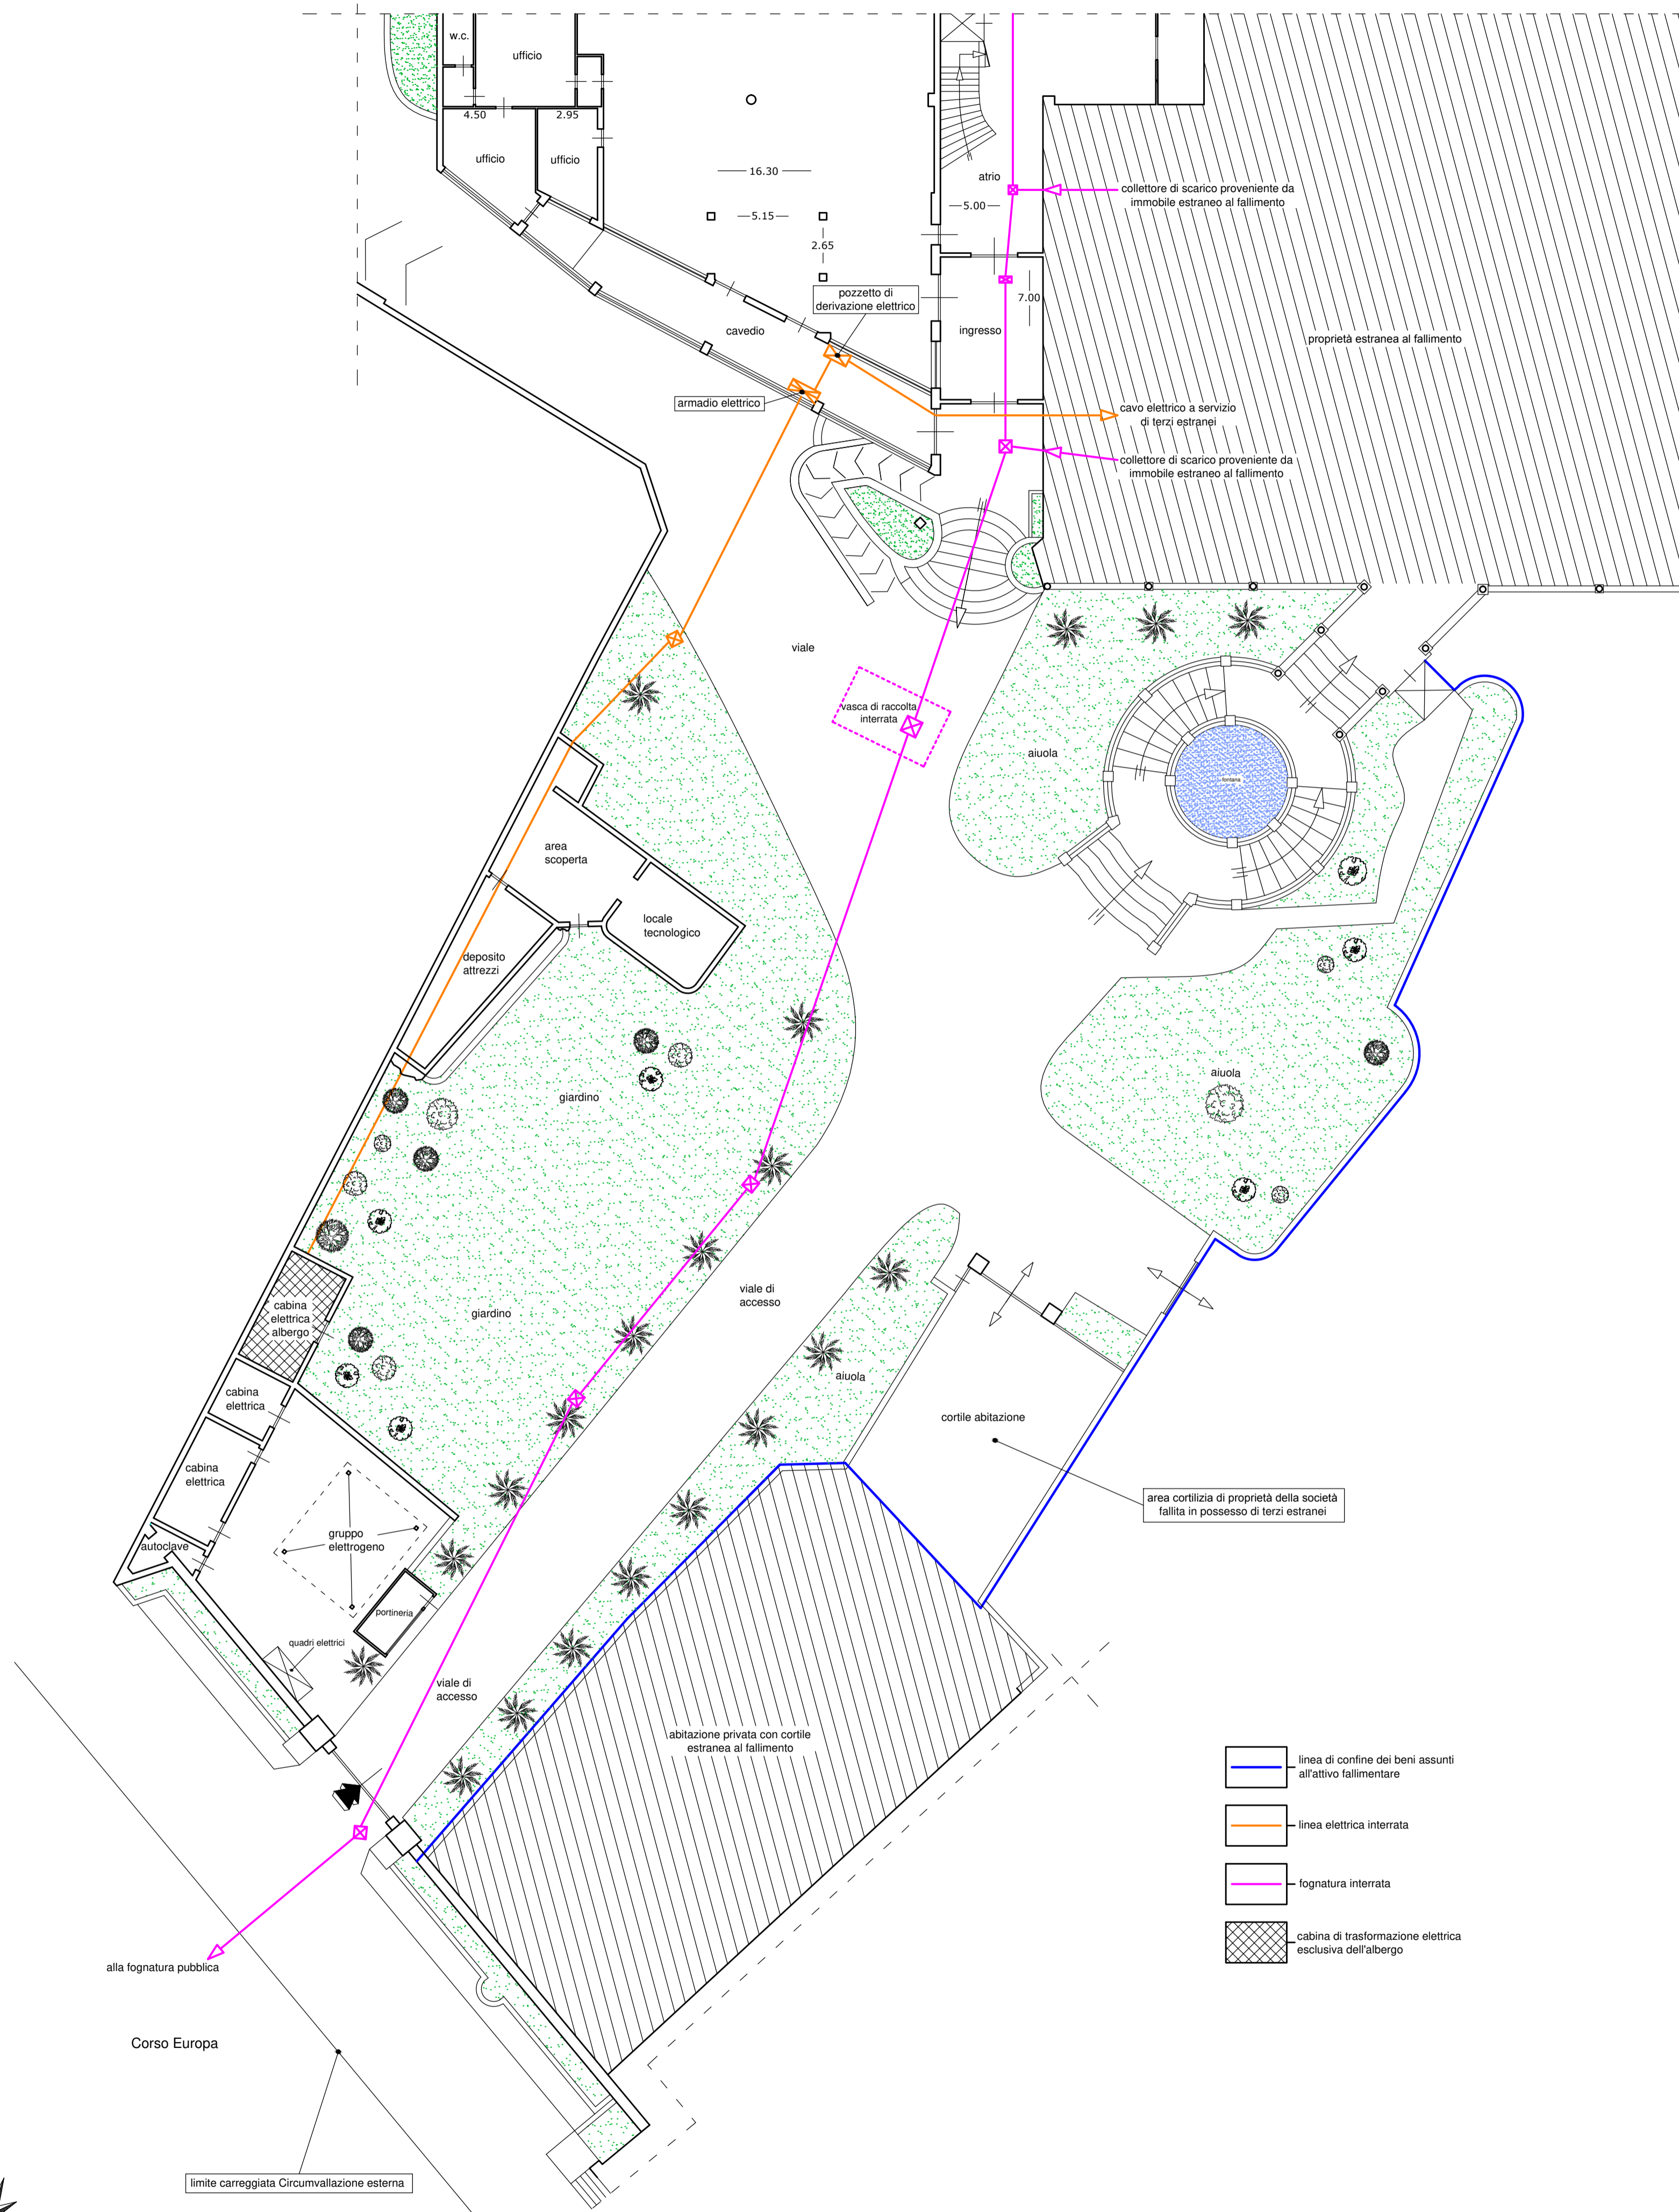 w.c.
ufficio
4.50
2.95
ufficio
ufficio
16.30
5.15
2.65
atrio
5.00
collettore di scarico proveniente da
immobile estraneo al fallimento
7.00
pozzetto di
derivazione elettrico
cavedio
ingresso
proprietà estranea al fallimento
armadio elettrico
cavo elettrico a servizio
di terzi estranei
collettore di scarico proveniente da
immobile estraneo al fallimento
viale
vasca di raccolta
interrata
aiuola
fontana
area
scoperta
locale
tecnologico
deposito
attrezzi
giardino
aiuola
viale di
accesso
giardino
cabina
elettrica
albergo
aiuola
cabina
elettrica
cortile abitazione
cabina
elettrica
area cortilizia di proprietà della società
fallita in possesso di terzi estranei
gruppo
elettrogeno
autoclave
portineria
quadri elettrici
viale di
accesso
abitazione privata con cortile
estranea al fallimento
linea di confine dei beni assunti
all'attivo fallimentare
linea elettrica interrata
fognatura interrata
cabina di trasformazione elettrica
esclusiva dell'albergo
alla fognatura pubblica
Corso Europa
limite carreggiata Circumvallazione esterna